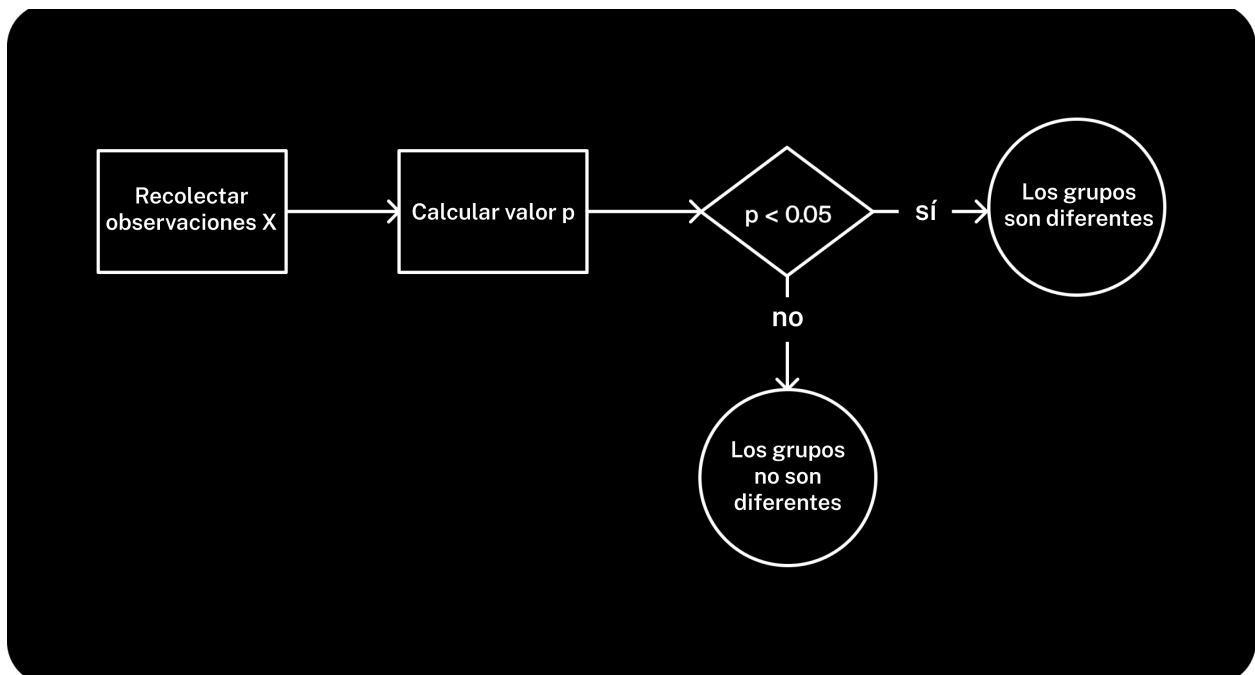 Recolectar
observaciones X
Calcular valor p
p < 0.05
sí
Los grupos
son diferentes
no
Los grupos
no son
diferentes